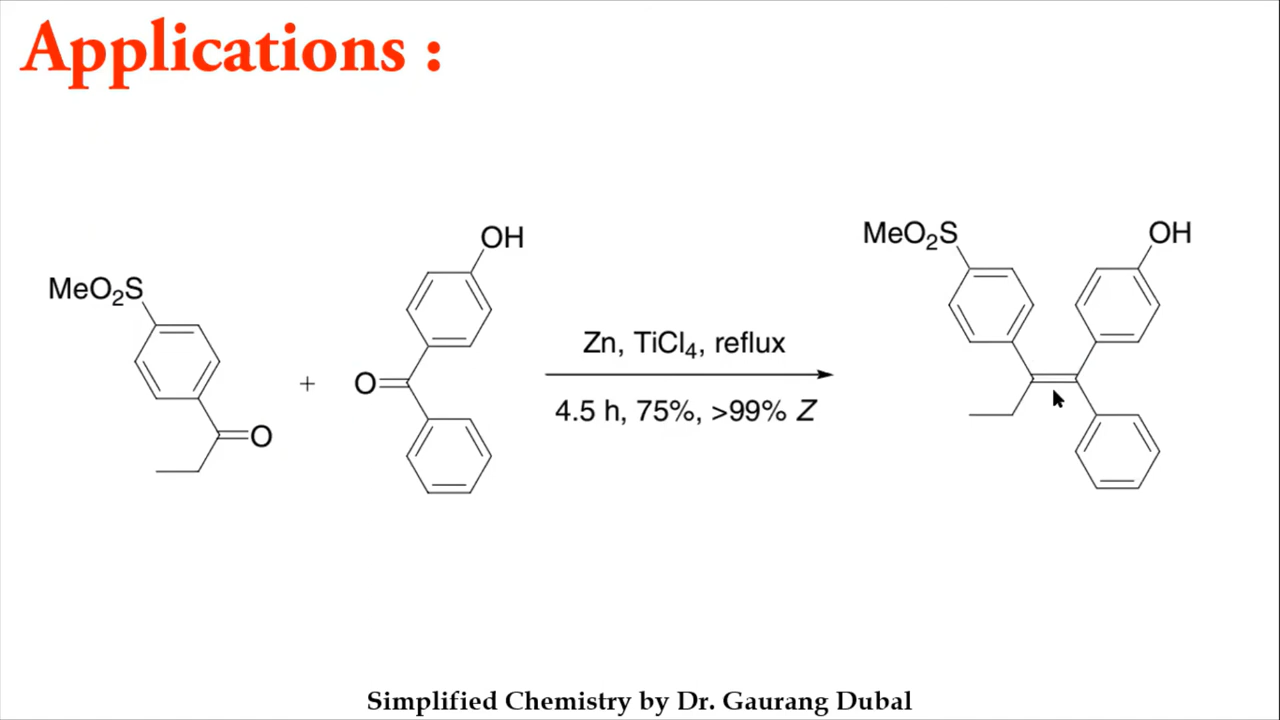 Applications :
MeO₂S
O
+
OH
O
Zn, TiCl₄, reflux
4.5 h, 75%, >99% Z
MeO₂S
OH
Simplified Chemistry by Dr. Gaurang Dubal